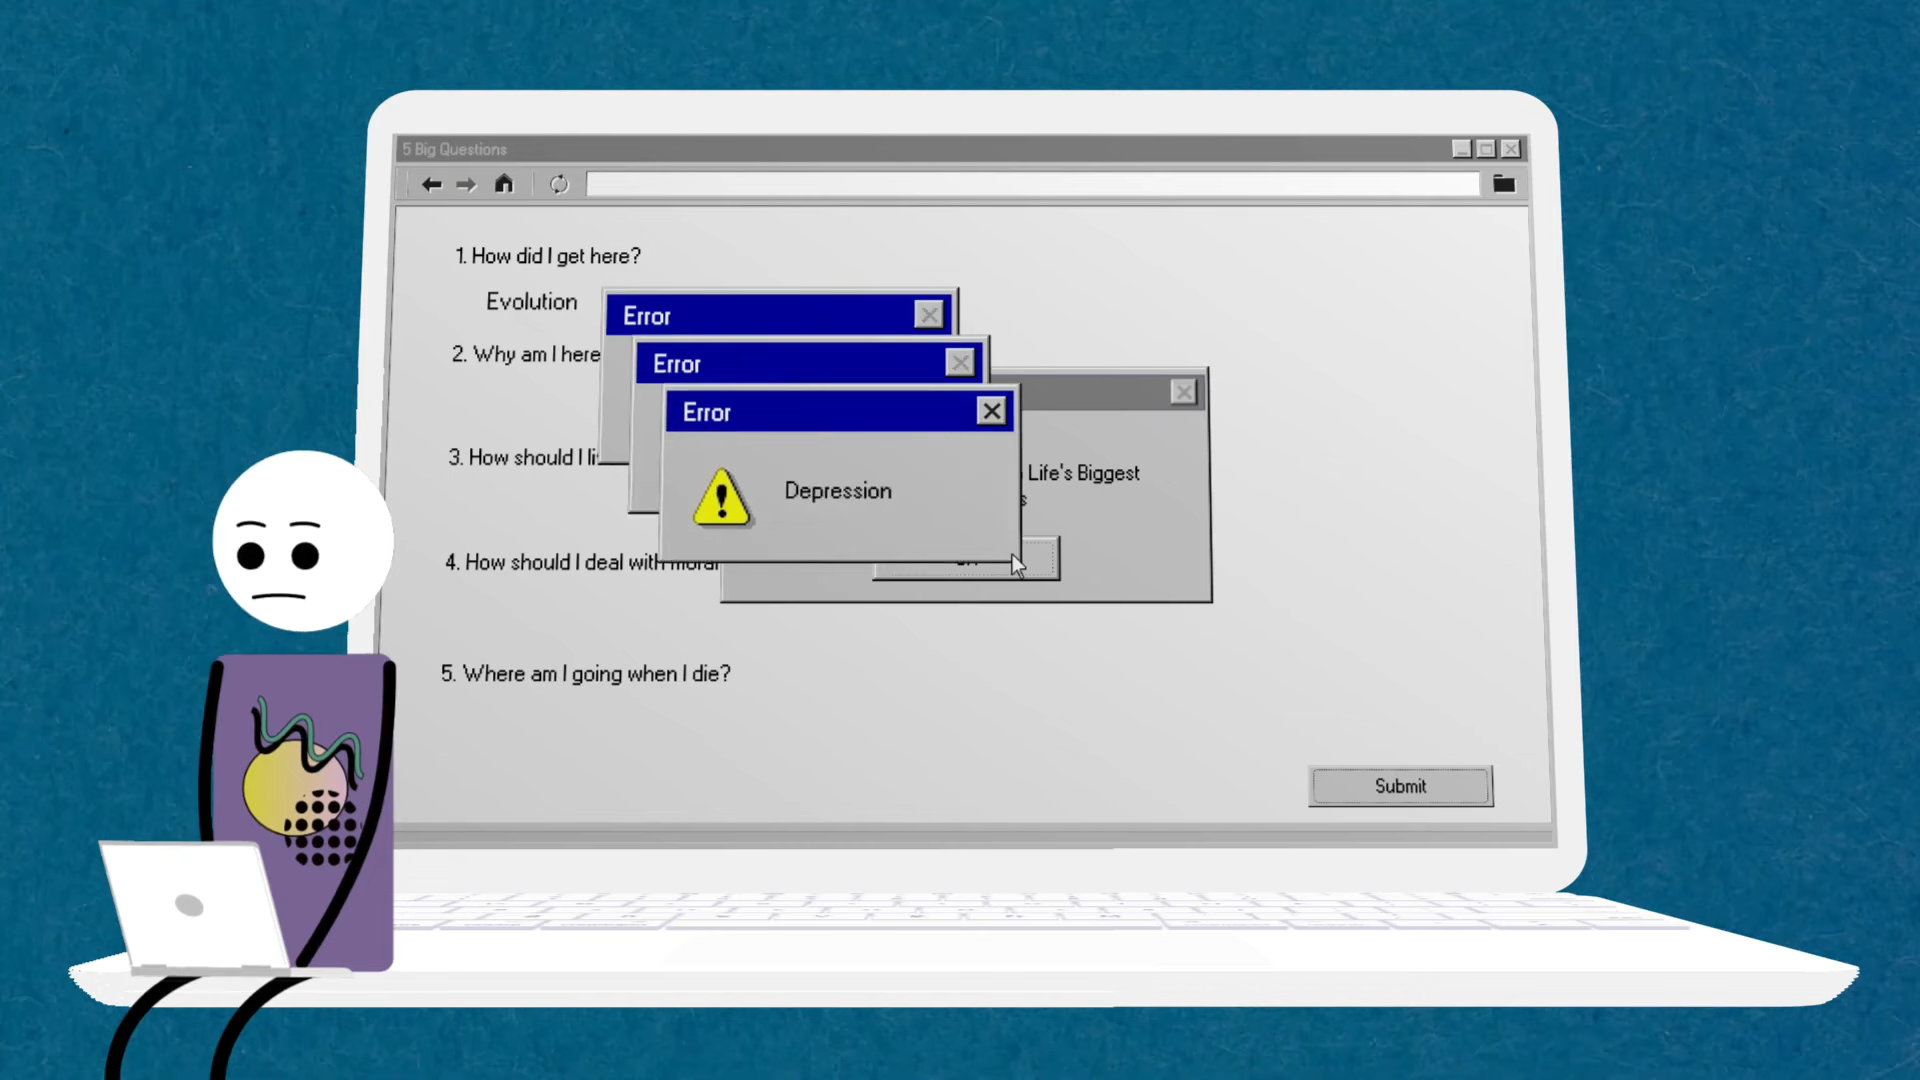 5 Big Questions
1. How did I get here?
Evolution
Error
2. Why am I here
Error
Error
3. How should I li
Life's Biggest
Depression
4. How should I deal with moral
5. Where am I going when I die?
Submit